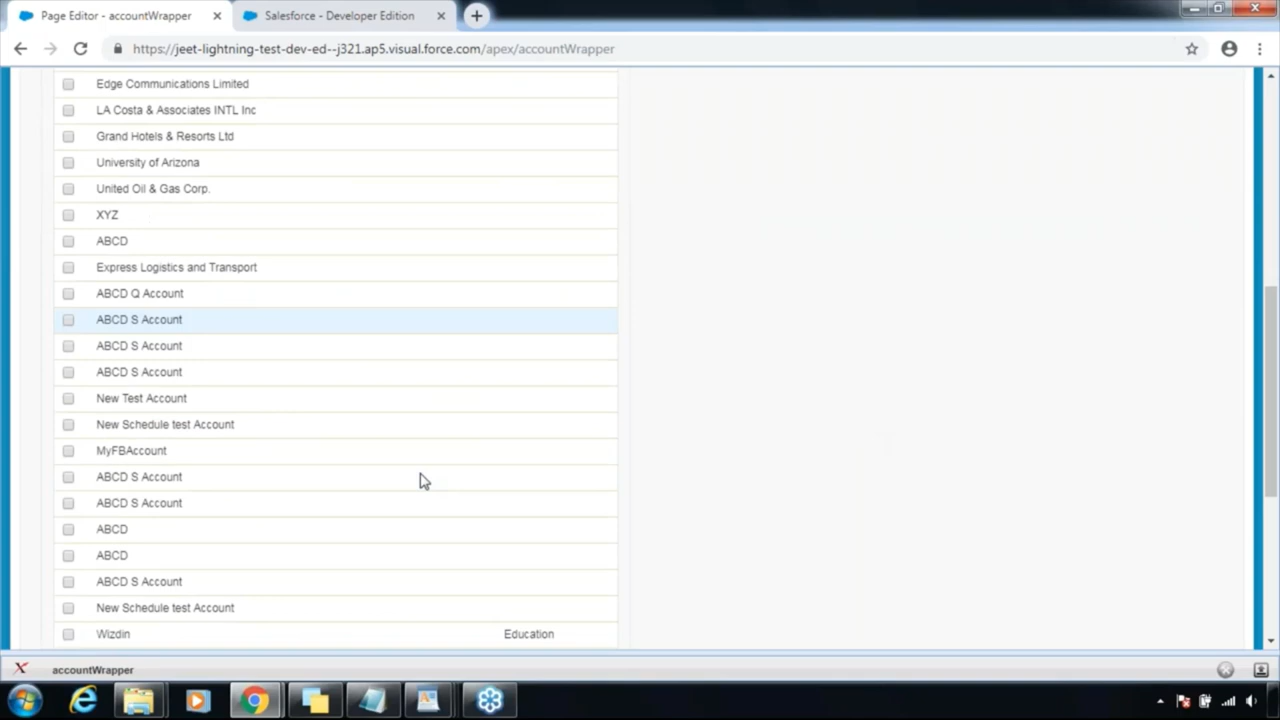 Page Editor - accountWrapper
Salesforce - Developer Edition
https://jeet-lightning-test-dev-ed--j321.ap5.visual.force.com/apex/accountWrapper
Edge Communications Limited
LA Costa & Associates INTL Inc
Grand Hotels & Resorts Ltd
University of Arizona
United Oil & Gas Corp.
XYZ
ABCD
Express Logistics and Transport
ABCD Q Account
ABCD S Account
ABCD S Account
ABCD S Account
New Test Account
New Schedule test Account
MyFBAccount
ABCD S Account
ABCD S Account
ABCD
ABCD
ABCD S Account
New Schedule test Account
Wizdin Education
accountWrapper